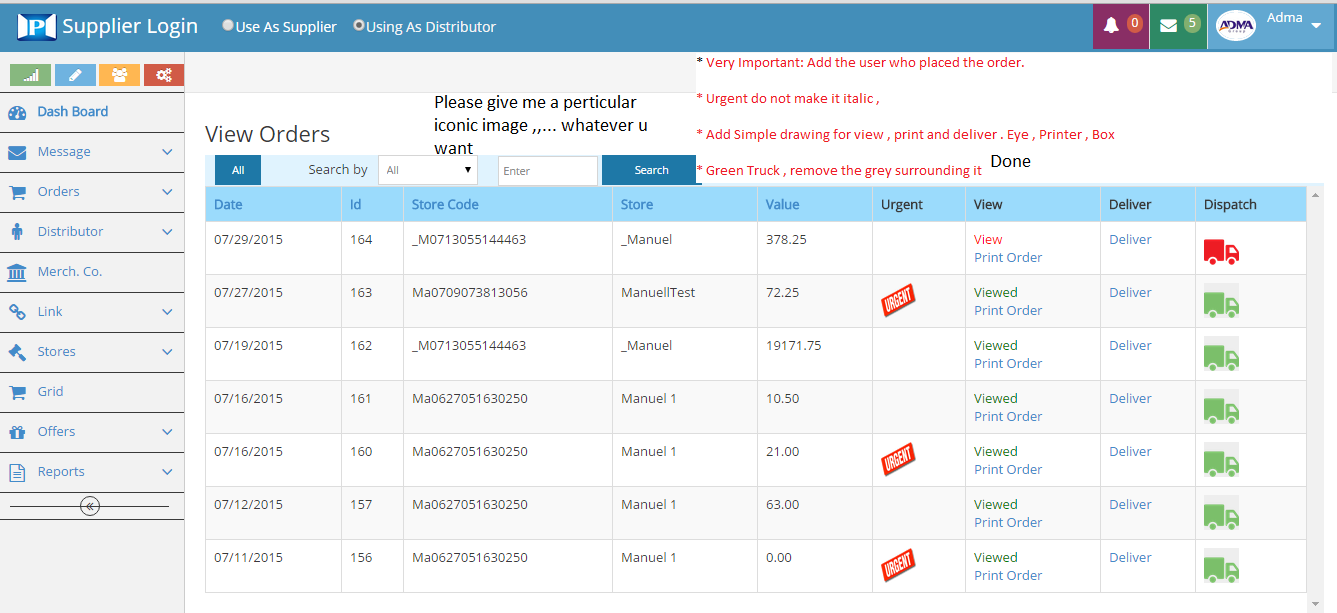 P Supplier Login Use As Supplier Using As Distributor 0 5 ADMA Group Adma
* Very Important: Add the user who placed the order.
* Urgent do not make it italic ,
* Add Simple drawing for view , print and deliver . Eye , Printer , Box
* Green Truck , remove the grey surrounding it Done
Please give me a perticular
iconic image ,,... whatever u
want
Dash Board
Message
Orders
Distributor
Merch. Co.
Link
Stores
Grid
Offers
Reports
View Orders
All Search by All Enter Search
Date Id Store Code Store Value Urgent View Deliver Dispatch
07/29/2015 164 _M0713055144463 _Manuel 378.25 View Deliver
Print Order
07/27/2015 163 Ma0709073813056 ManuellTest 72.25 URGENT Viewed Deliver
Print Order
07/19/2015 162 _M0713055144463 _Manuel 19171.75 Viewed Deliver
Print Order
07/16/2015 161 Ma0627051630250 Manuel 1 10.50 Viewed Deliver
Print Order
07/16/2015 160 Ma0627051630250 Manuel 1 21.00 URGENT Viewed Deliver
Print Order
07/12/2015 157 Ma0627051630250 Manuel 1 63.00 Viewed Deliver
Print Order
07/11/2015 156 Ma0627051630250 Manuel 1 0.00 URGENT Viewed Deliver
Print Order